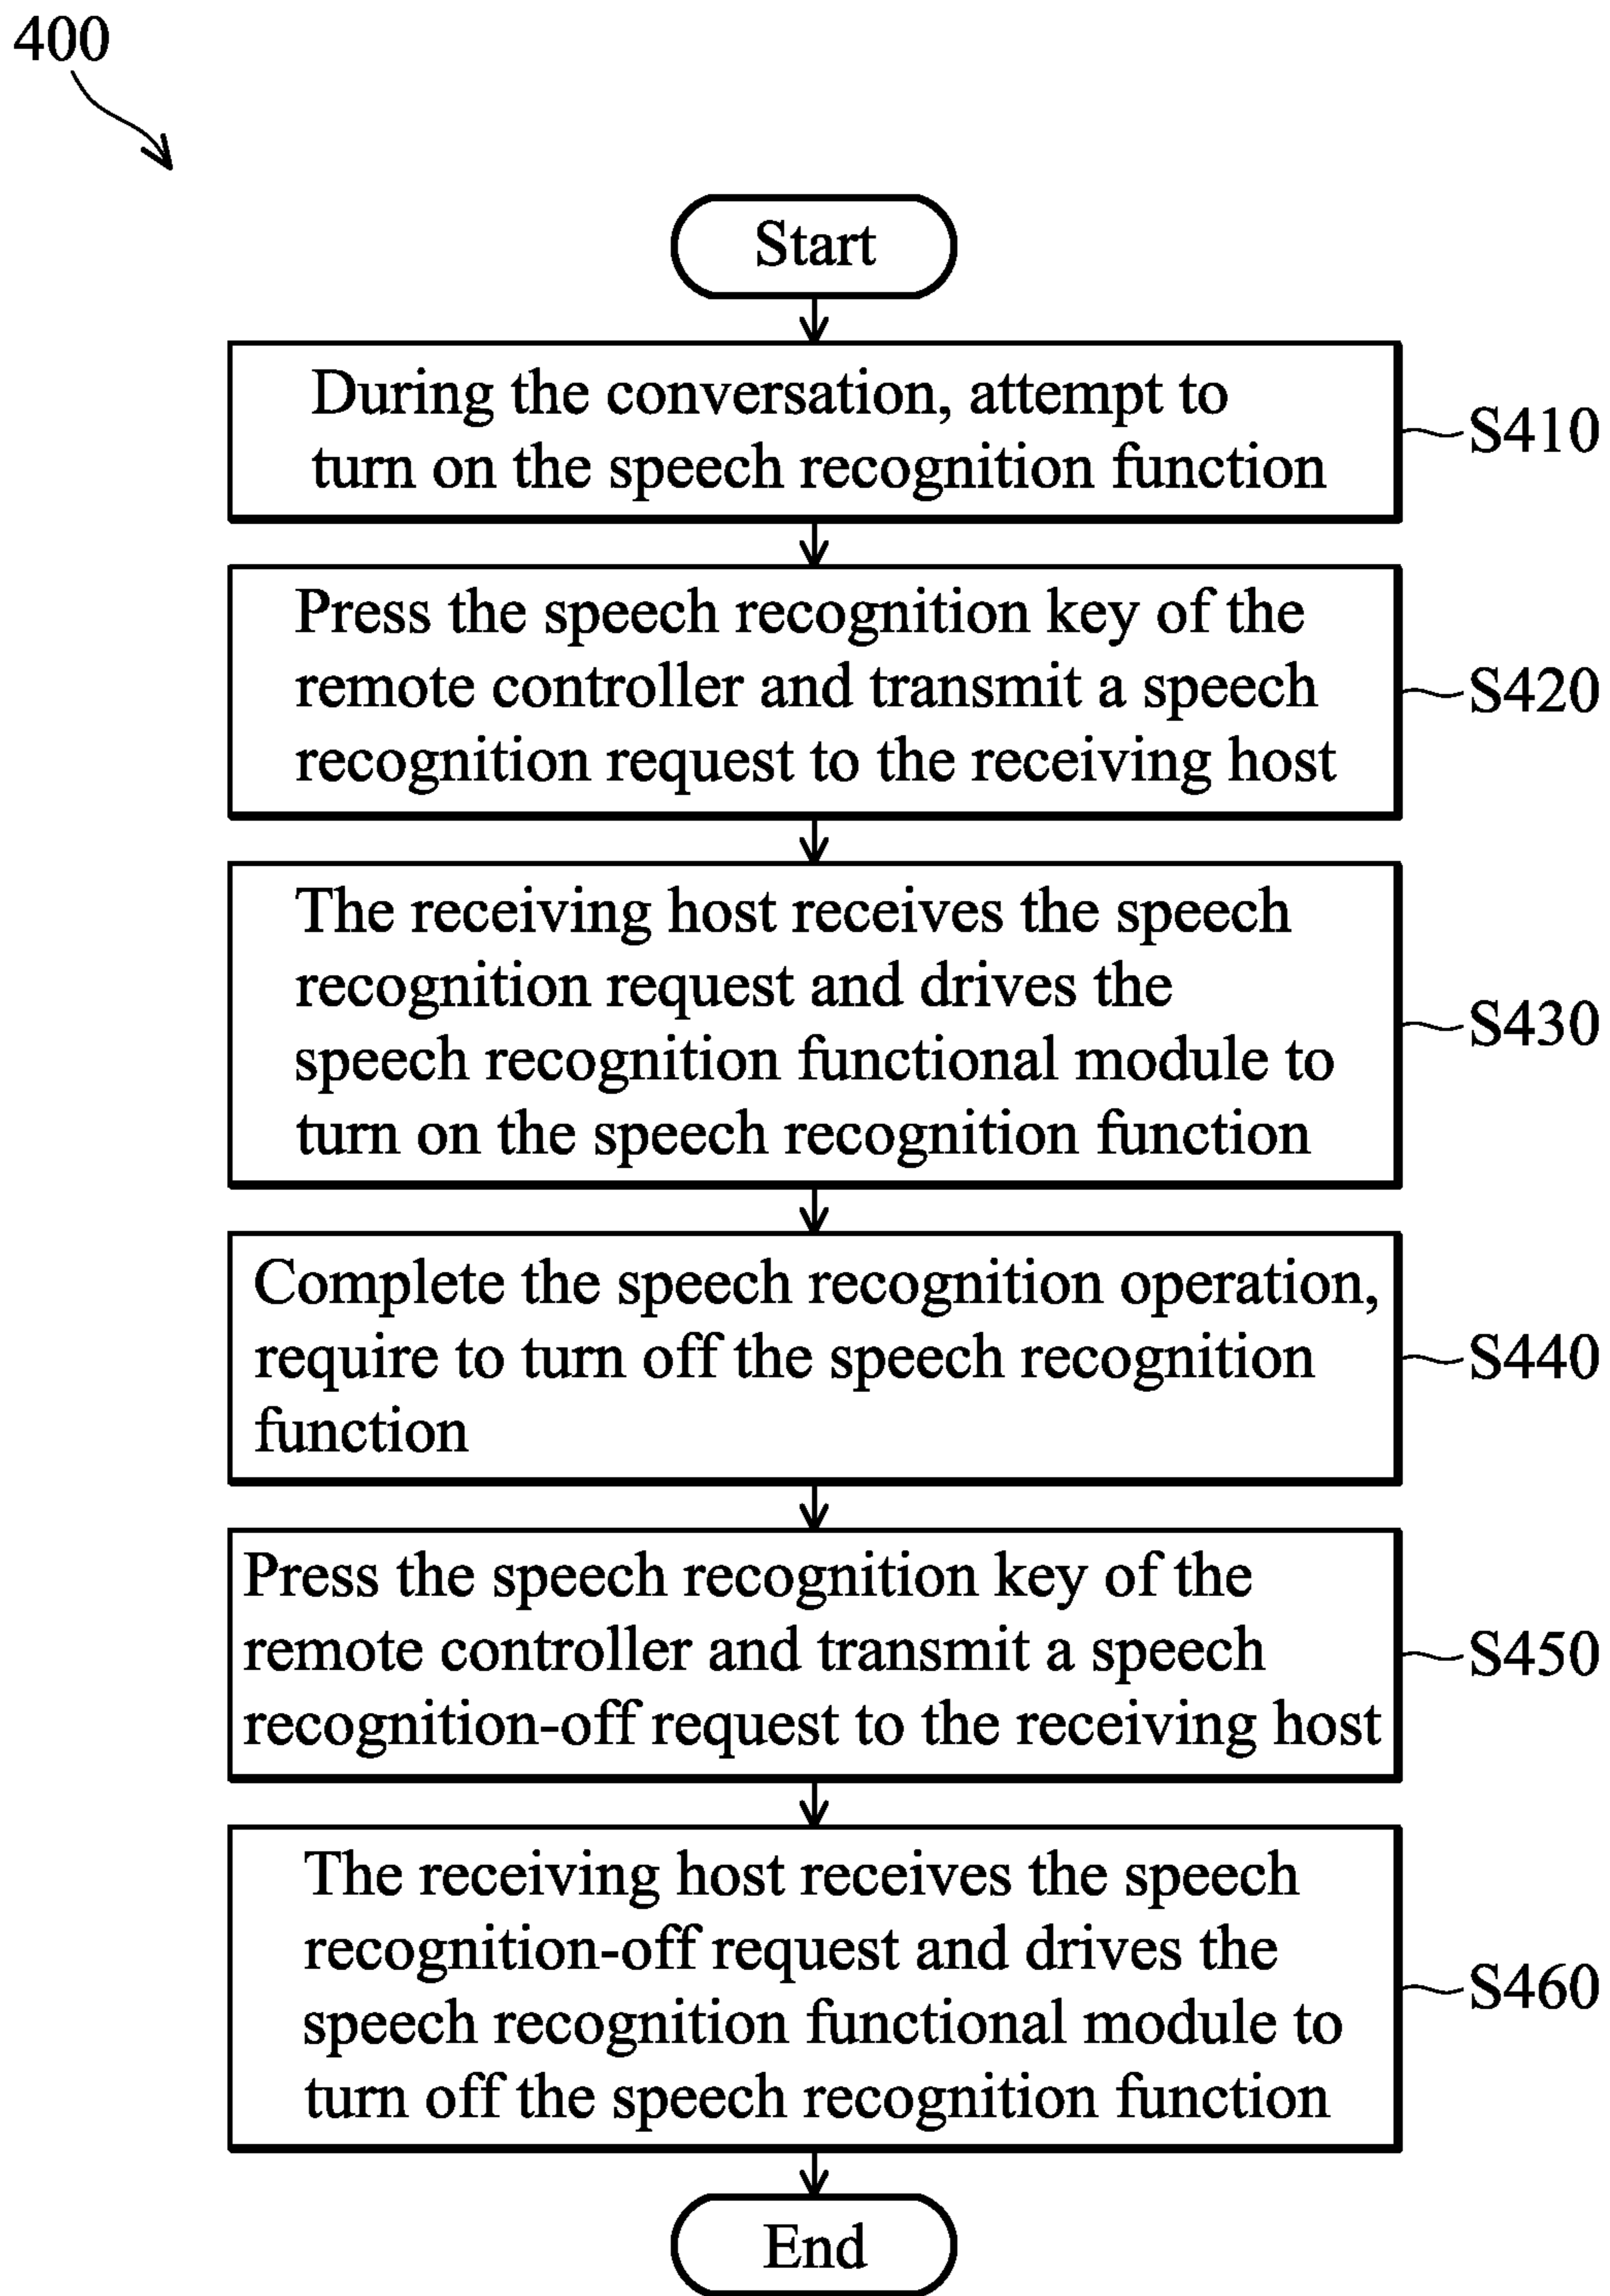 400
Start
During the conversation, attempt to
turn on the speech recognition function
S410
Press the speech recognition key of the
remote controller and transmit a speech
recognition request to the receiving host
S420
The receiving host receives the speech
recognition request and drives the
speech recognition functional module to
turn on the speech recognition function
S430
Complete the speech recognition operation,
require to turn off the speech recognition
function
S440
Press the speech recognition key of the
remote controller and transmit a speech
recognition-off request to the receiving host
S450
The receiving host receives the speech
recognition-off request and drives the
speech recognition functional module to
turn off the speech recognition function
S460
End